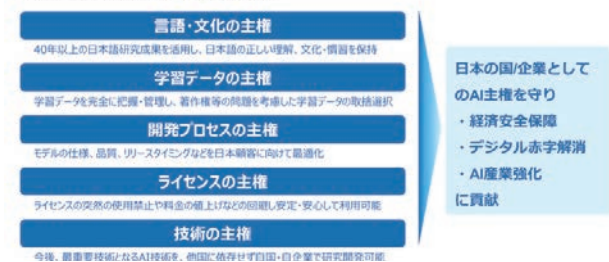 言語・文化の主権
40年以上の日本語研究成果を活用し、日本語の正しい理解、文化・慣習を保持
学習データの主権
学習データを完全に把握・管理し、著作権等の問題を考慮した学習データの取捨選択
開発プロセスの主権
モデルの仕様、品質、リリースタイミングなどを日本顧客に向けて最適化
ライセンスの主権
ライセンスの突然の使用禁止や料金の値上げなどの回避し安定・安心して利用可能
技術の主権
今後、最重要技術となるAI技術を、他国に依存せず自国・自企業で研究開発可能
日本の国/企業として
のAI主権を守り
・経済安全保障
・デジタル赤字解消
・AI産業強化
に貢献